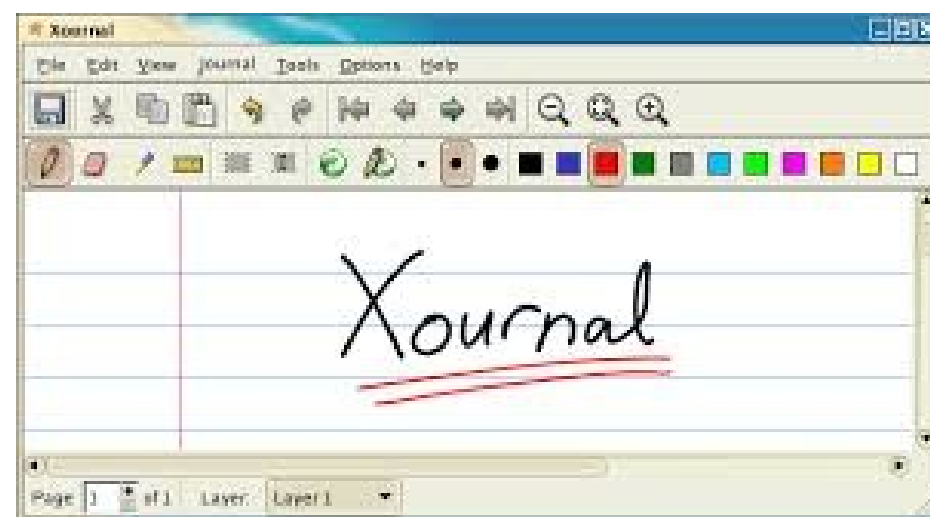 Xournal
File Edit View Journal Tools Options Help
Xournal
Page 1 of 1 Layer: Layer 1